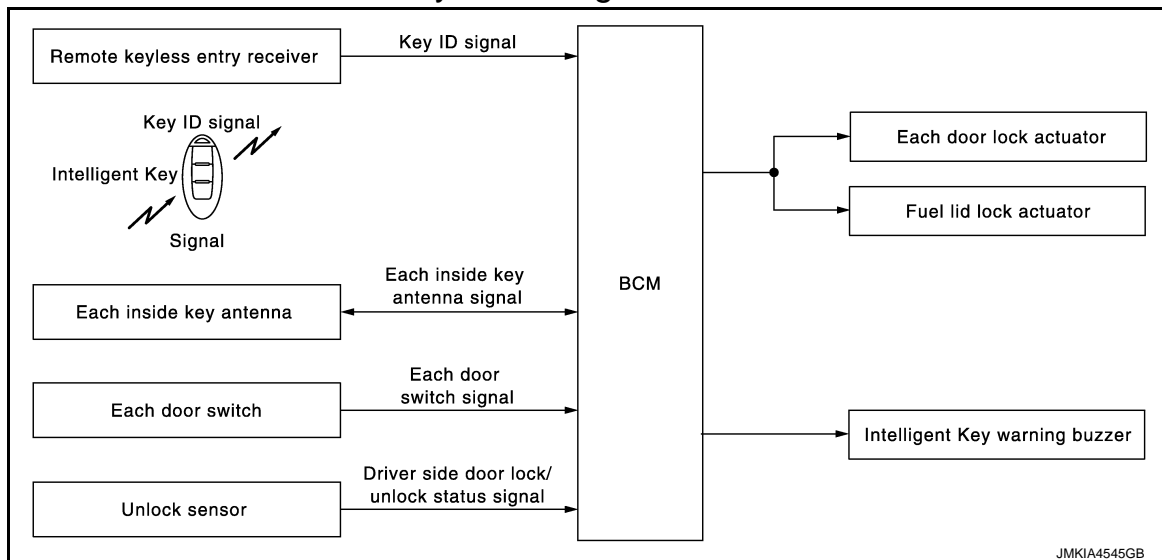 Remote keyless entry receiver
Key ID signal
Key ID signal
Intelligent Key
Signal
Each inside key antenna
Each inside key
antenna signal
Each door switch
Each door
switch signal
Unlock sensor
Driver side door lock/
unlock status signal
BCM
Each door lock actuator
Fuel lid lock actuator
Intelligent Key warning buzzer
JMKIA4545GB